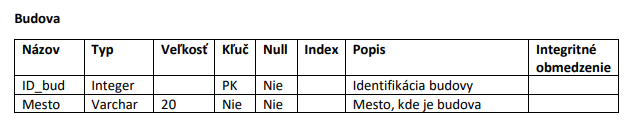 Budova
Názov Typ Veľkosť Kľuč Null Index Popis Integritné obmedzenie
ID_bud Integer PK Nie Identifikácia budovy
Mesto Varchar 20 Nie Nie Mesto, kde je budova